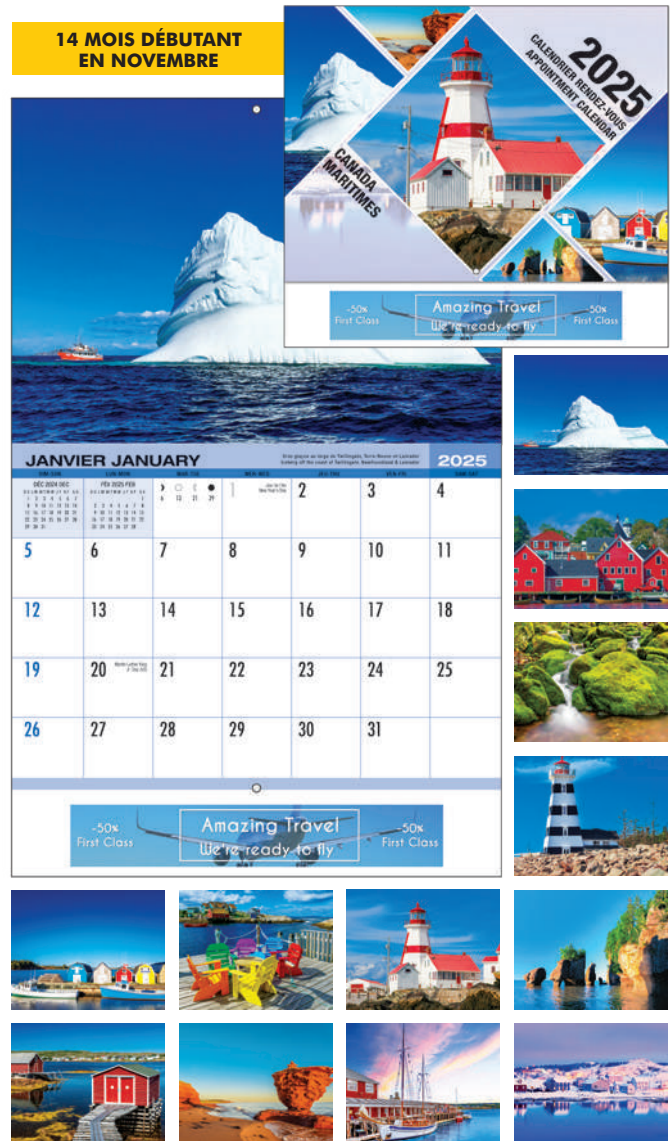 14 MOIS DÉBUTANT
EN NOVEMBRE
2025
CALENDRIER RENDEZ-VOUS
APPOINTMENT CALENDAR
CANADA
MARITIMES
-50%
First Class
Amazing Travel
We're ready to fly
-50%
First Class
JANVIER JANUARY
2025
DÉC 2024 DEC
FÉV 2025 FEB
6 13 21 29
1
2 3 4
5 6 7 8 9 10 11
12 13 14 15 16 17 18
19 20 21 22 23 24 25
26 27 28 29 30 31
-50%
First Class
Amazing Travel
We're ready to fly
-50%
First Class